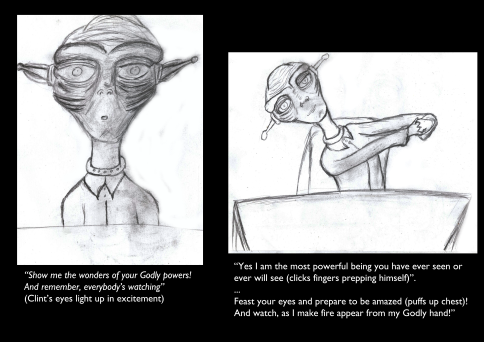 “Show me the wonders of your Godly powers!
And remember, everybody’s watching”
(Clint’s eyes light up in excitement)
“Yes I am the most powerful being you have ever seen or
ever will see (clicks fingers prepping himself)”.
...
Feast your eyes and prepare to be amazed (puffs up chest)!
And watch, as I make fire appear from my Godly hand!”